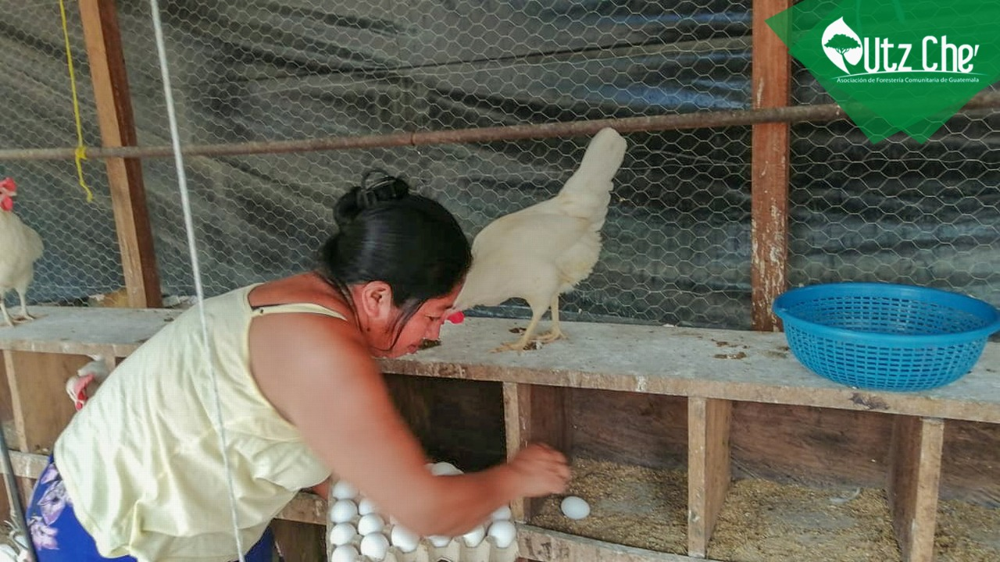 Utz Che'
Asociación de Forestería Comunitaria de Guatemala